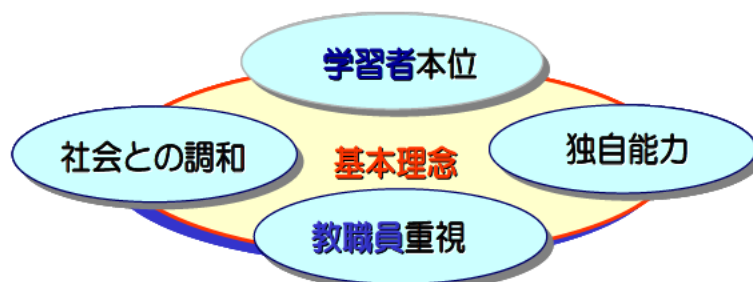 学習者本位
社会との調和
基本理念
独自能力
教職員重視